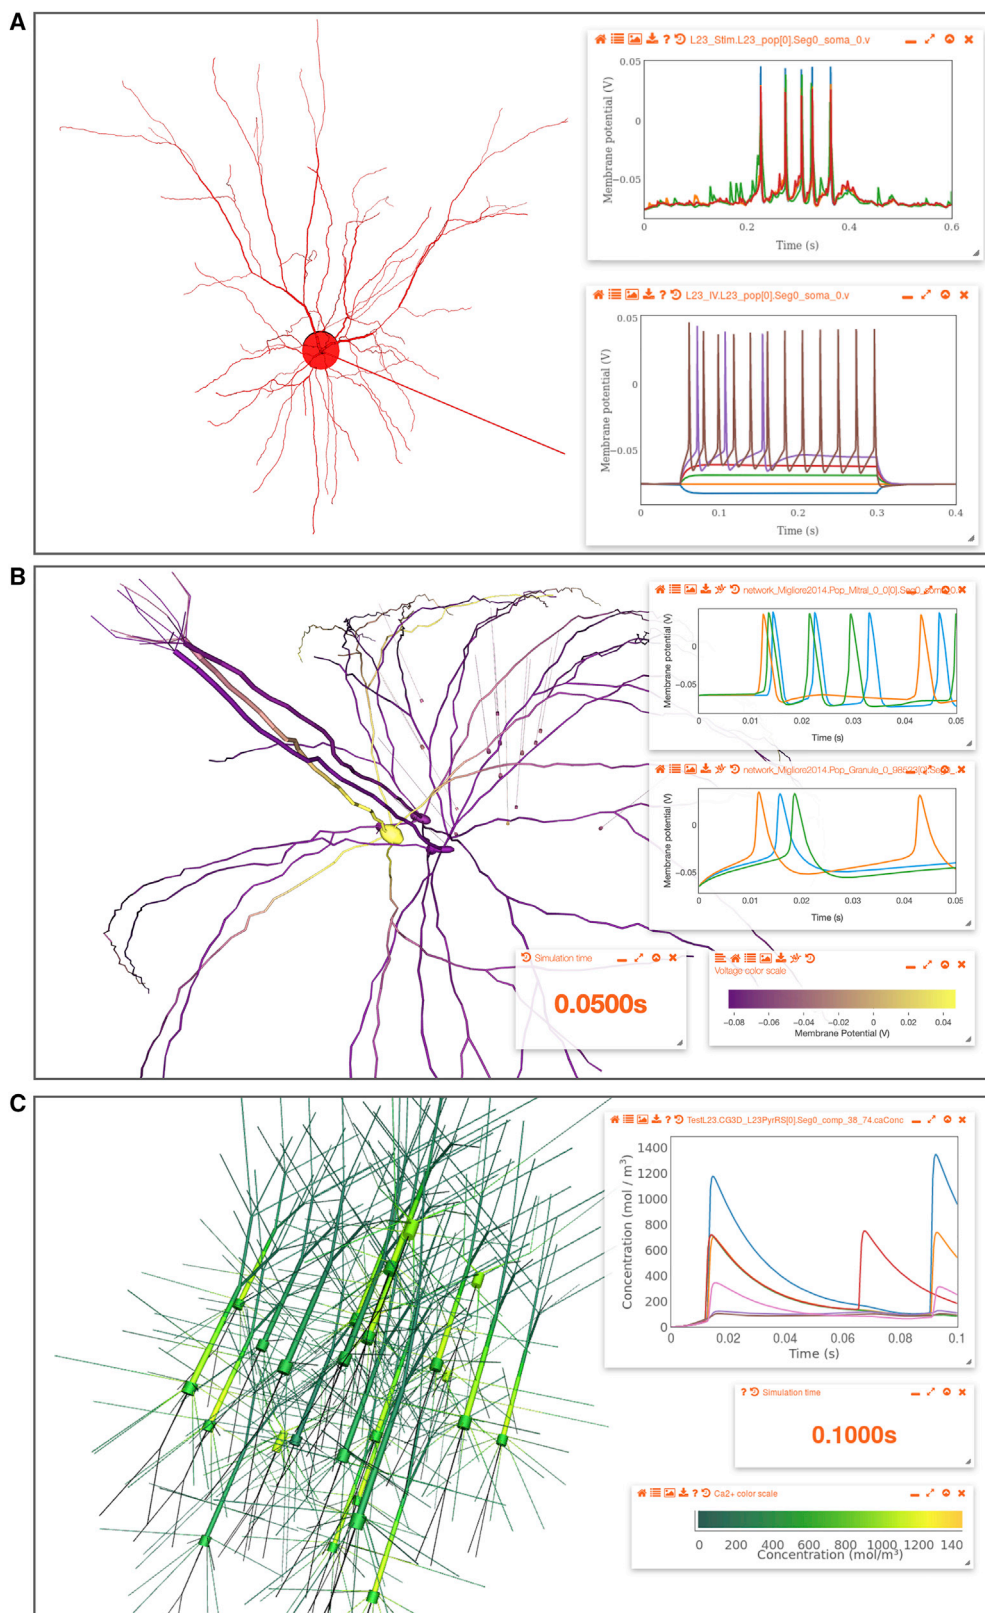 A
L23_Stim.L23_pop[0].Seg0_soma_0.v
Membrane potential (V)
0.05
0
−0.05
0
0.2
0.4
0.6
Time (s)
L23_IV.L23_pop[0].Seg0_soma_0.v
Membrane potential (V)
0.05
0
−0.05
0
0.1
0.2
0.3
0.4
Time (s)
B
network_Migliore2014.Pop_Mitral_0_0[0].Seg0_soma_0.
Membrane potential (V)
0
−0.05
0
0.01
0.02
0.03
0.04
0.05
Time (s)
Membrane potential (V)
0
−0.05
0
0.01
0.02
0.03
0.04
0.05
Time (s)
Simulation time
0.0500s
Voltage color scale
−0.08 −0.06 −0.04 −0.02 0 0.02 0.04
Membrane Potential (V)
C
TestL23.CG3D_L23PyrRS[0].Seg0_comp_38_74.caConc
Concentration (mol / m³)
1400
1200
1000
800
600
400
200
0
0
0.02
0.04
0.06
0.08
0.1
Time (s)
? Simulation time
0.1000s
? Ca2+ color scale
0 200 400 600 800 1000 1200 140
Concentration (mol/m³)